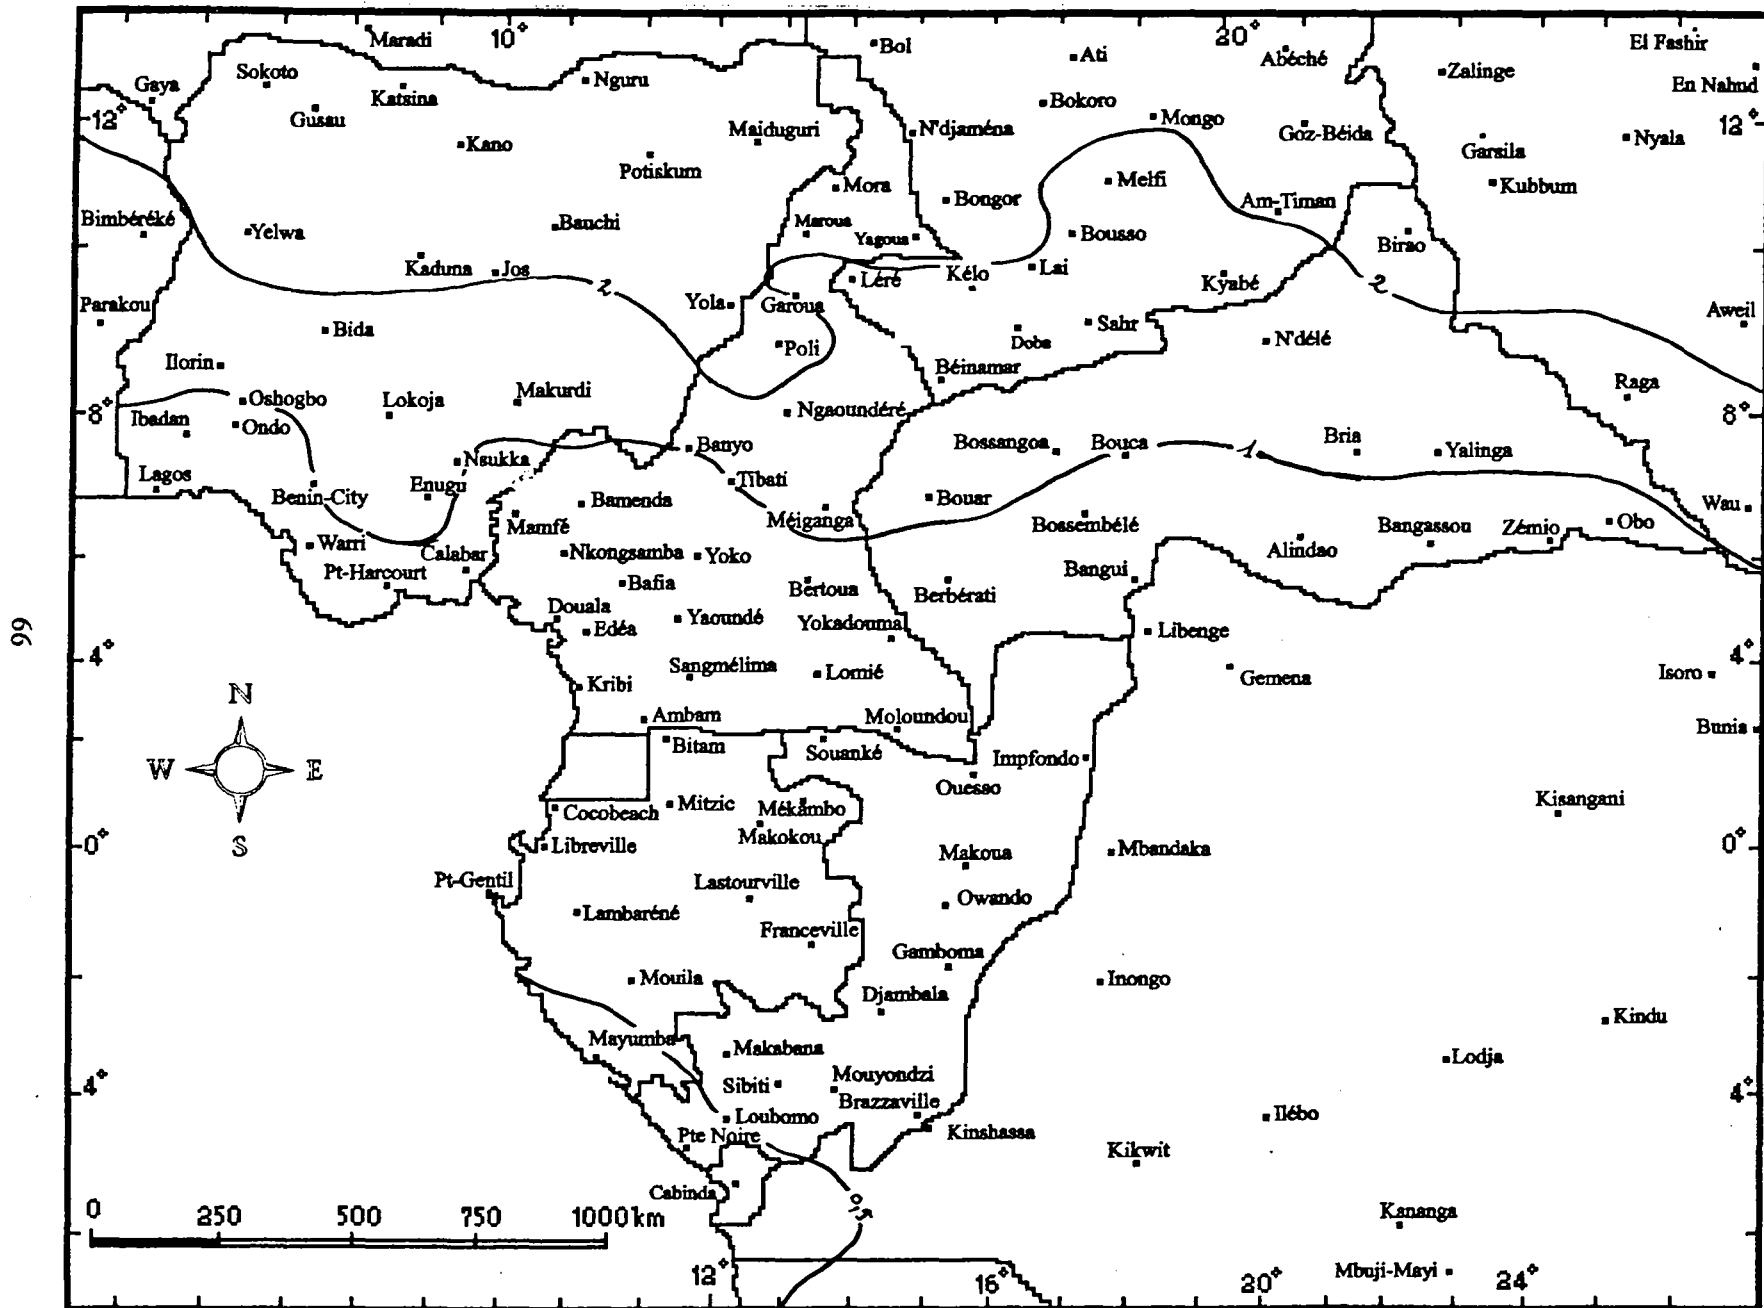 Maradi
10°
Bol
Ati
20°
Abéché
El Fashir
Gaya
Sokoto
Katsina
Nguru
Zalinge
En Nahud
12°
Gusau
Kano
Maiduguri
N'djaména
Bokoro
Mongo
Goz-Béida
Garsila
Nyala
12°
Potiskum
Mora
Bongor
Melfi
Am-Timan
Kubbum
Bimbéréké
Yelwa
Bauchi
Maroua
Yagoua
Bousso
Birao
Kaduna
Jos
2
Léré
Kélo
Lai
Kyabé
2
Parakou
Bida
Yola
Garoua
Poli
Doba
Sahr
N'délé
Aweil
Ilorin
Béinamar
Raga
8°
Oshogbo
Ibadan
Ondo
Lokoja
Makurdi
Ngaoundéré
8°
Nsukka
Banyo
Bossangoa
Bouca
1
Bria
Yalinga
Lagos
Benin-City
Enugu
Tibati
Bamenda
Mamfé
Méiganga
Bouar
Bossembélé
Bangassou
Zémio
Obo
Wau
Warri
Calabar
Nkongsamba
Yoko
Alindao
Pt-Harcourt
Bafia
Bertoua
Berbérati
Bangui
Douala
Edéa
Yaoundé
Yokadouma
Libenge
66
4°
Sangmélima
Lomié
Gemena
Isoro
4°
Kribi
N
Ambam
Moloundou
Bunia
W
E
Bitam
Souanké
Impfondo
Ouesso
S
Cocobeach
Mitzic
Mékambo
Makokou
Kisangani
0°
Libreville
Makoua
Mbandaka
0°
Pt-Gentil
Lastourville
Owando
Lambaréné
Franceville
Gamboma
Mouila
Djambala
Inongo
Kindu
Mayumba
Makabana
Lodja
4°
Sibiti
Mouyondzi
4°
Brazzaville
Loubomo
Ilébo
Pte Noire
Kinshassa
Kikwit
Cabinda
0,5
Kananga
0 250 500 750 1000 km
12°
16°
20°
Mbuji-Mayi
24°